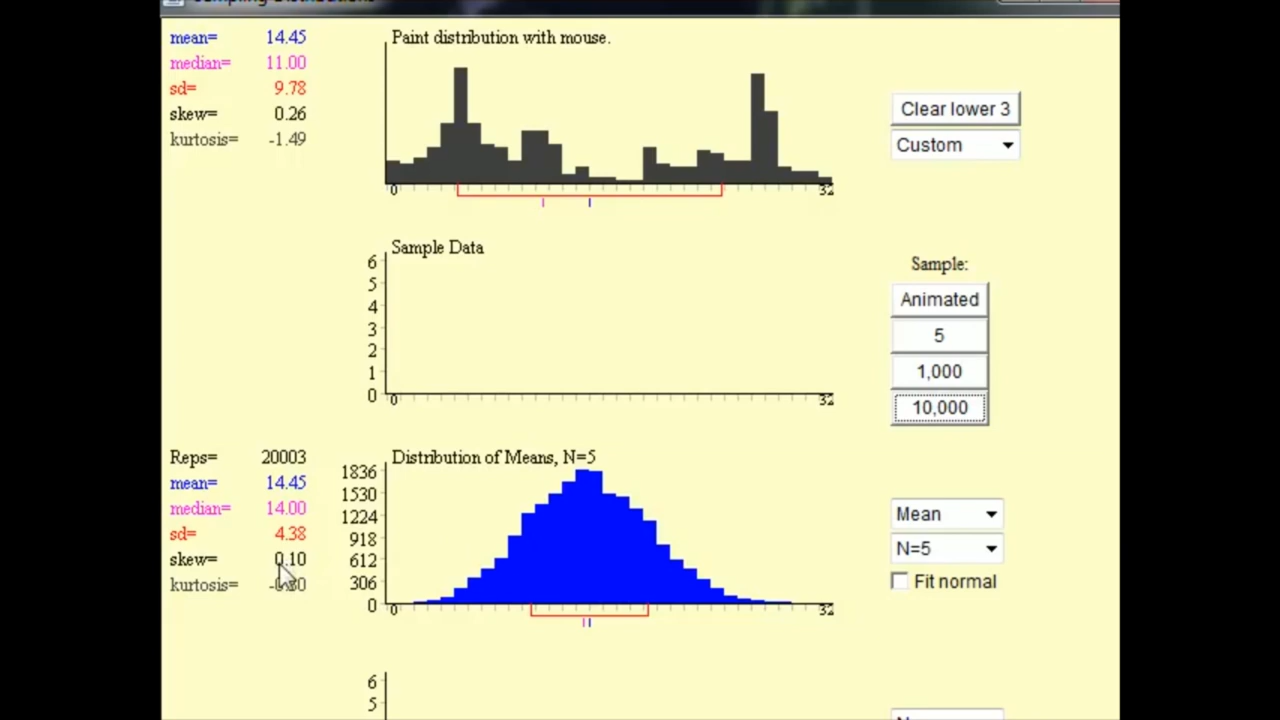 mean= 14.45
median= 11.00
sd= 9.78
skew= 0.26
kurtosis= -1.49
Paint distribution with mouse.
0 32
Clear lower 3
Custom
Sample Data
6
5
4
3
2
1
0
0 32
Sample:
Animated
5
1,000
10,000
Reps= 20003
mean= 14.45
median= 14.00
sd= 4.38
skew= 0.10
kurtosis=
Distribution of Means, N=5
1836
1530
1224
918
612
306
0
0 32
Mean
N=5
Fit normal
6
5